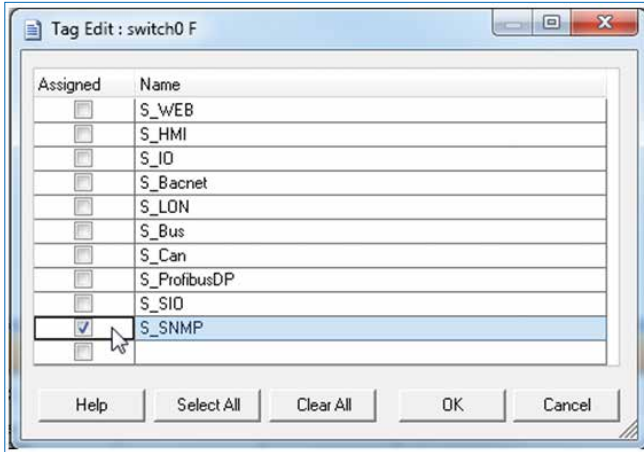 Tag Edit : switch0 F
Assigned Name
S_WEB
S_HMI
S_IO
S_Bacnet
S_LON
S_Bus
S_Can
S_ProfibusDP
S_SIO
S_SNMP
Help Select All Clear All OK Cancel